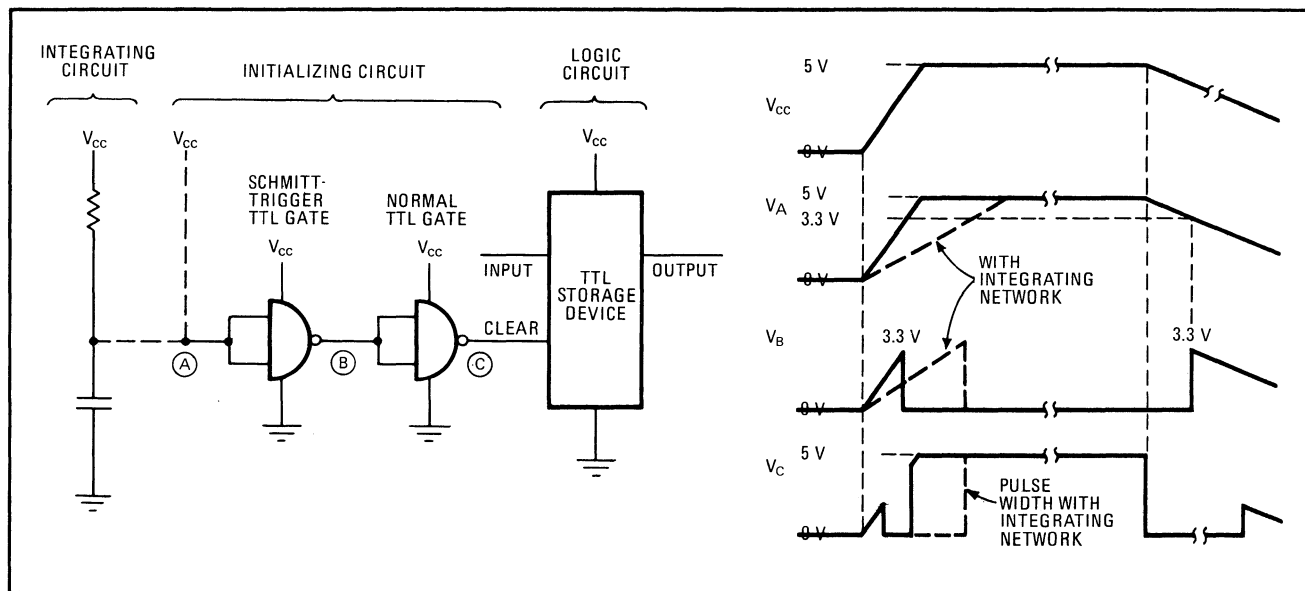 INTEGRATING
CIRCUIT
INITIALIZING CIRCUIT
LOGIC
CIRCUIT
Vcc
Vcc
Vcc
SCHMITT-
TRIGGER
TTL GATE
NORMAL
TTL GATE
Vcc
Vcc
INPUT
OUTPUT
TTL
STORAGE
DEVICE
CLEAR
A
B
C
5 V
Vcc
0 V
5 V
VA
3.3 V
0 V
WITH
INTEGRATING
NETWORK
VB
3.3 V
3.3 V
0 V
VC
5 V
PULSE
WIDTH WITH
INTEGRATING
NETWORK
0 V